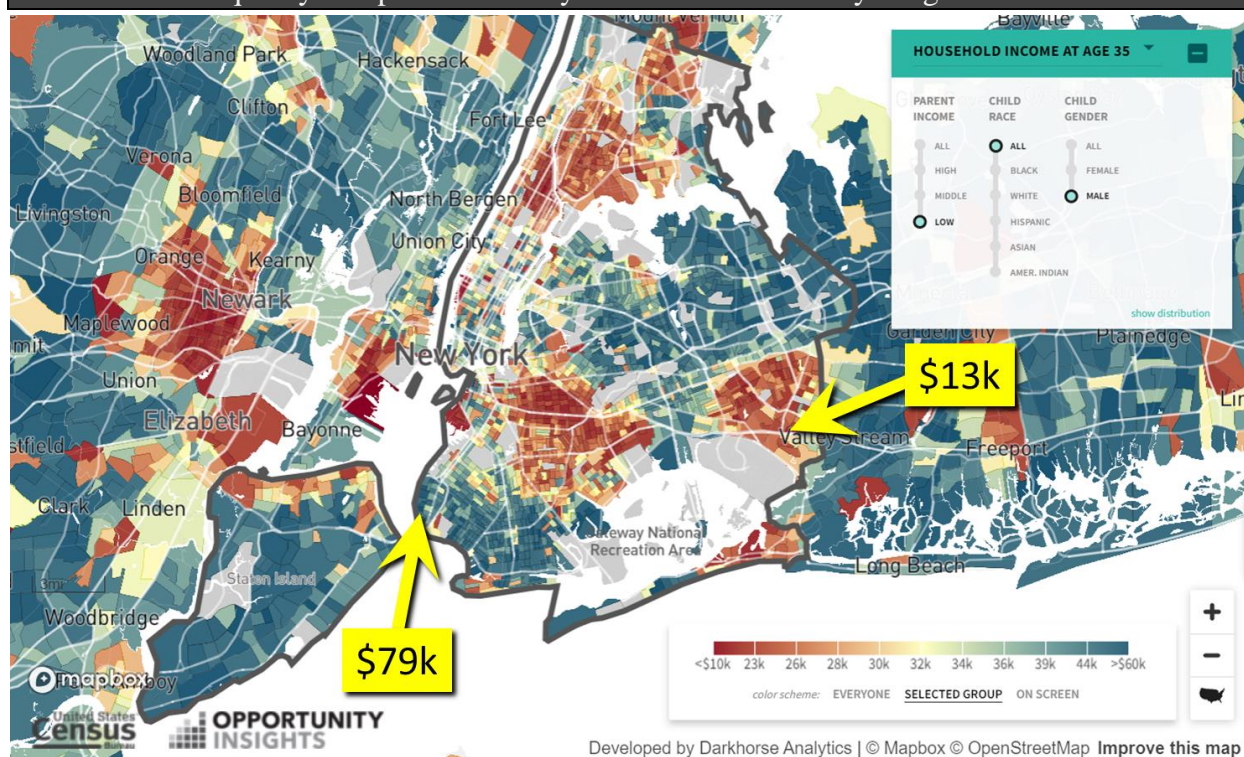 Mount Vernon
Bayville
Woodland Park
Hackensack
Clifton
Fort Lee
Verona
Bloomfield
North Bergen
Livingston
Union City
Orange
Kearny
Newark
Maplewood
New York
Union
Elizabeth
Bayonne
Clark
Linden
Staten Island
3mi
Woodbridge
Garden City
Plainedge
Valley Stream
Freeport
Gateway National
Recreation Area
Long Beach
HOUSEHOLD INCOME AT AGE 35
PARENT INCOME
ALL
HIGH
MIDDLE
LOW
CHILD RACE
ALL
BLACK
WHITE
HISPANIC
ASIAN
AMER. INDIAN
CHILD GENDER
ALL
FEMALE
MALE
show distribution
$13k
$79k
<$10k 23k 26k 28k 30k 32k 34k 36k 39k 44k >$60k
color scheme: EVERYONE SELECTED GROUP ON SCREEN
+
−
mapbox
United States
Census
Bureau
OPPORTUNITY
INSIGHTS
Developed by Darkhorse Analytics | © Mapbox © OpenStreetMap Improve this map